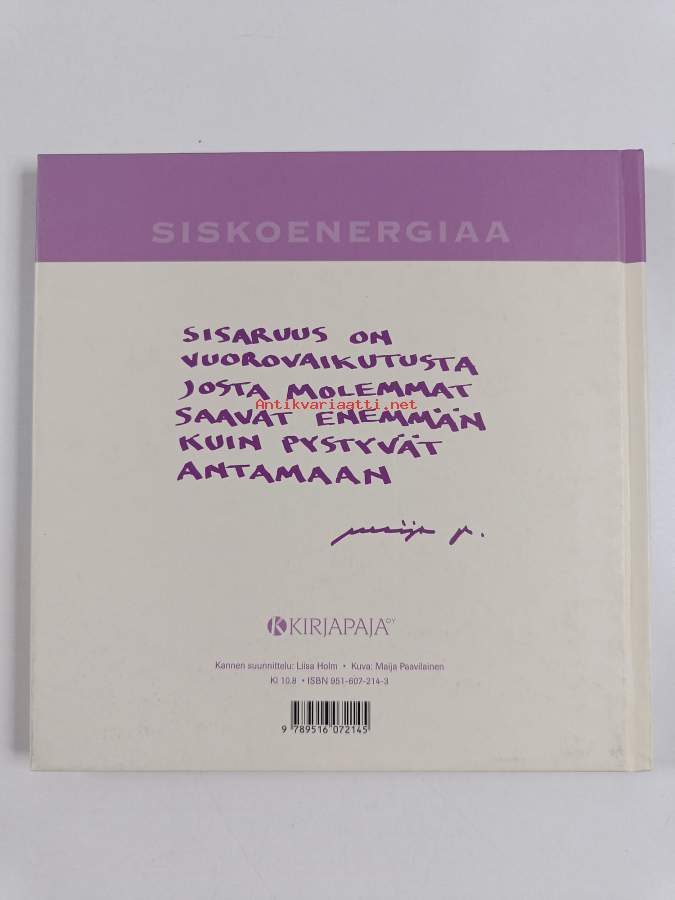 SISKOENERGIAA
SISARUUS ON
VUOROVAIKUTUSTA
JOSTA MOLEMMAT
Antikvariaatti.net
SAAVAT ENEMMÄN
KUIN PYSTYVÄT
ANTAMAAN
maija p.
KIRJAPAJA OY
Kannen suunnittelu: Liisa Holm • Kuva: Maija Paavilainen
Kl 10.8 • ISBN 951-607-214-3
9 789516 072145